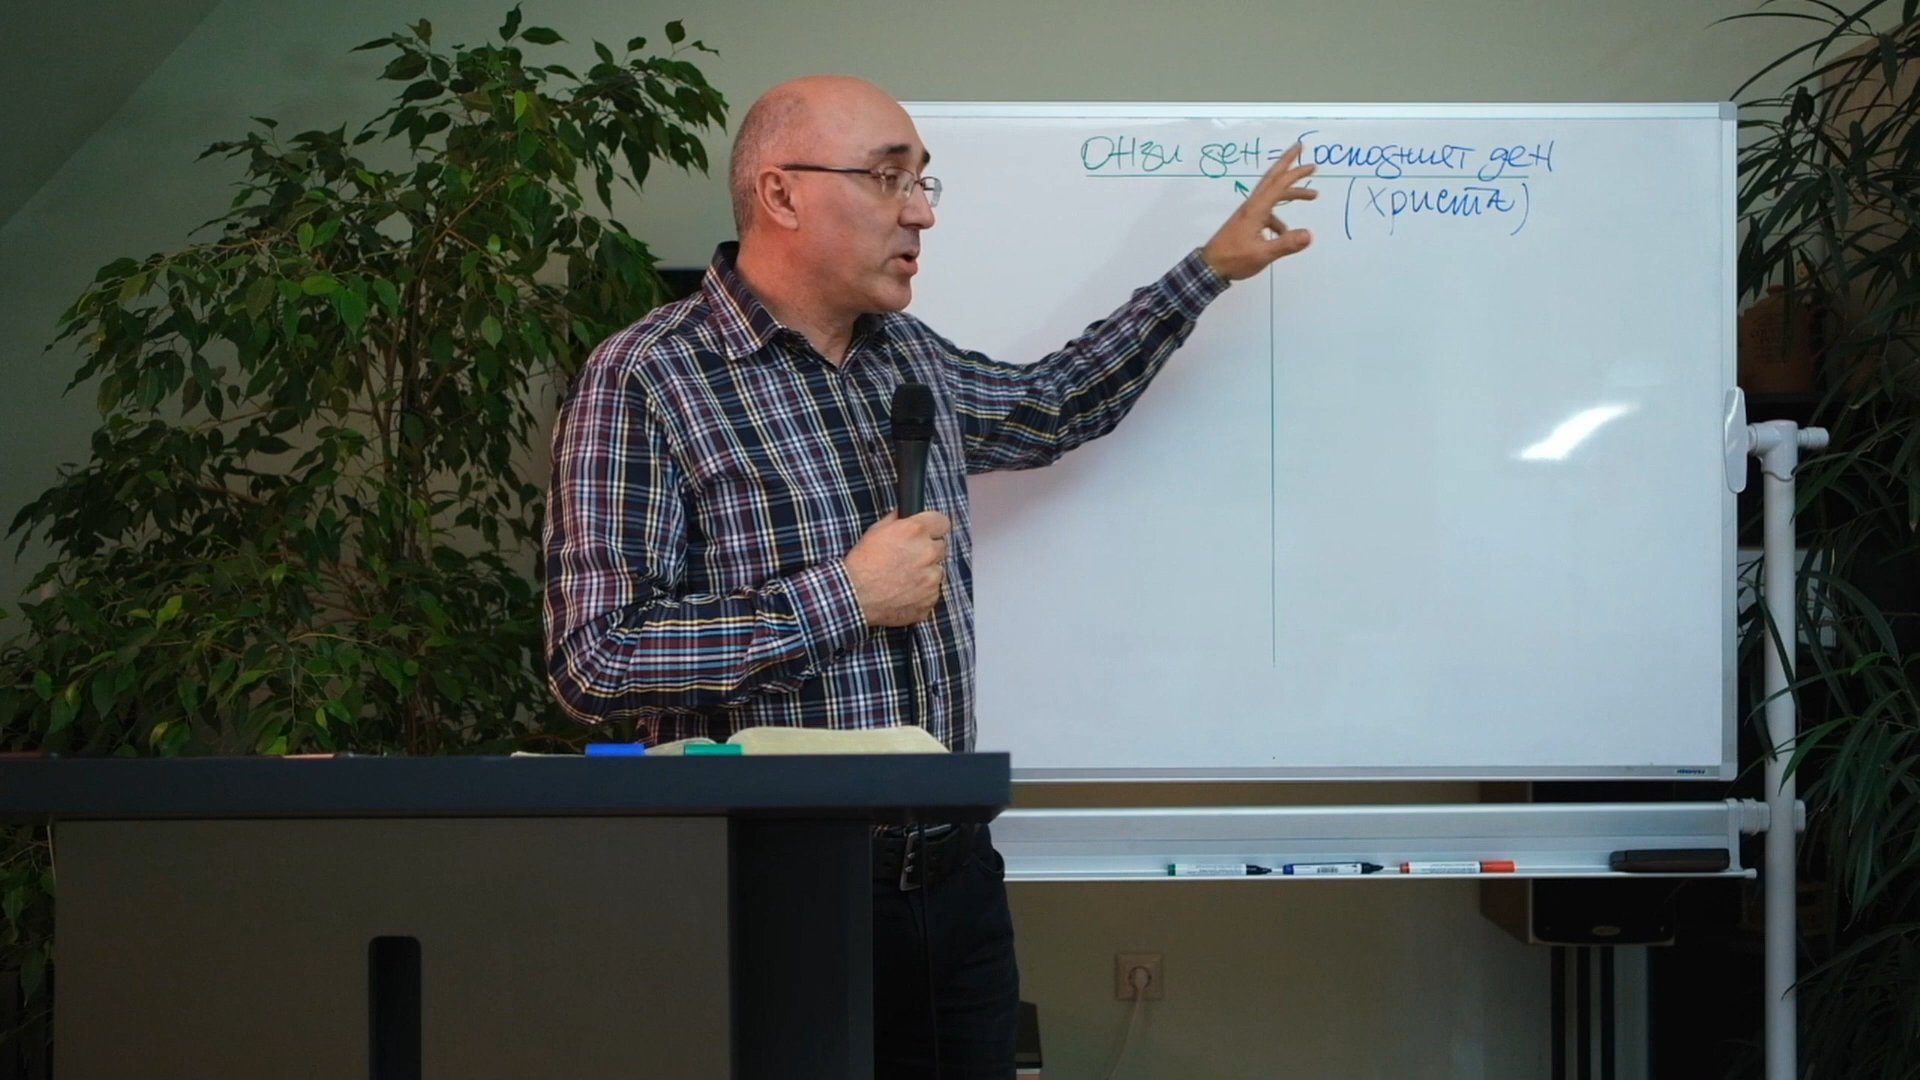 Онзи ден = Господният ден
(Христа)